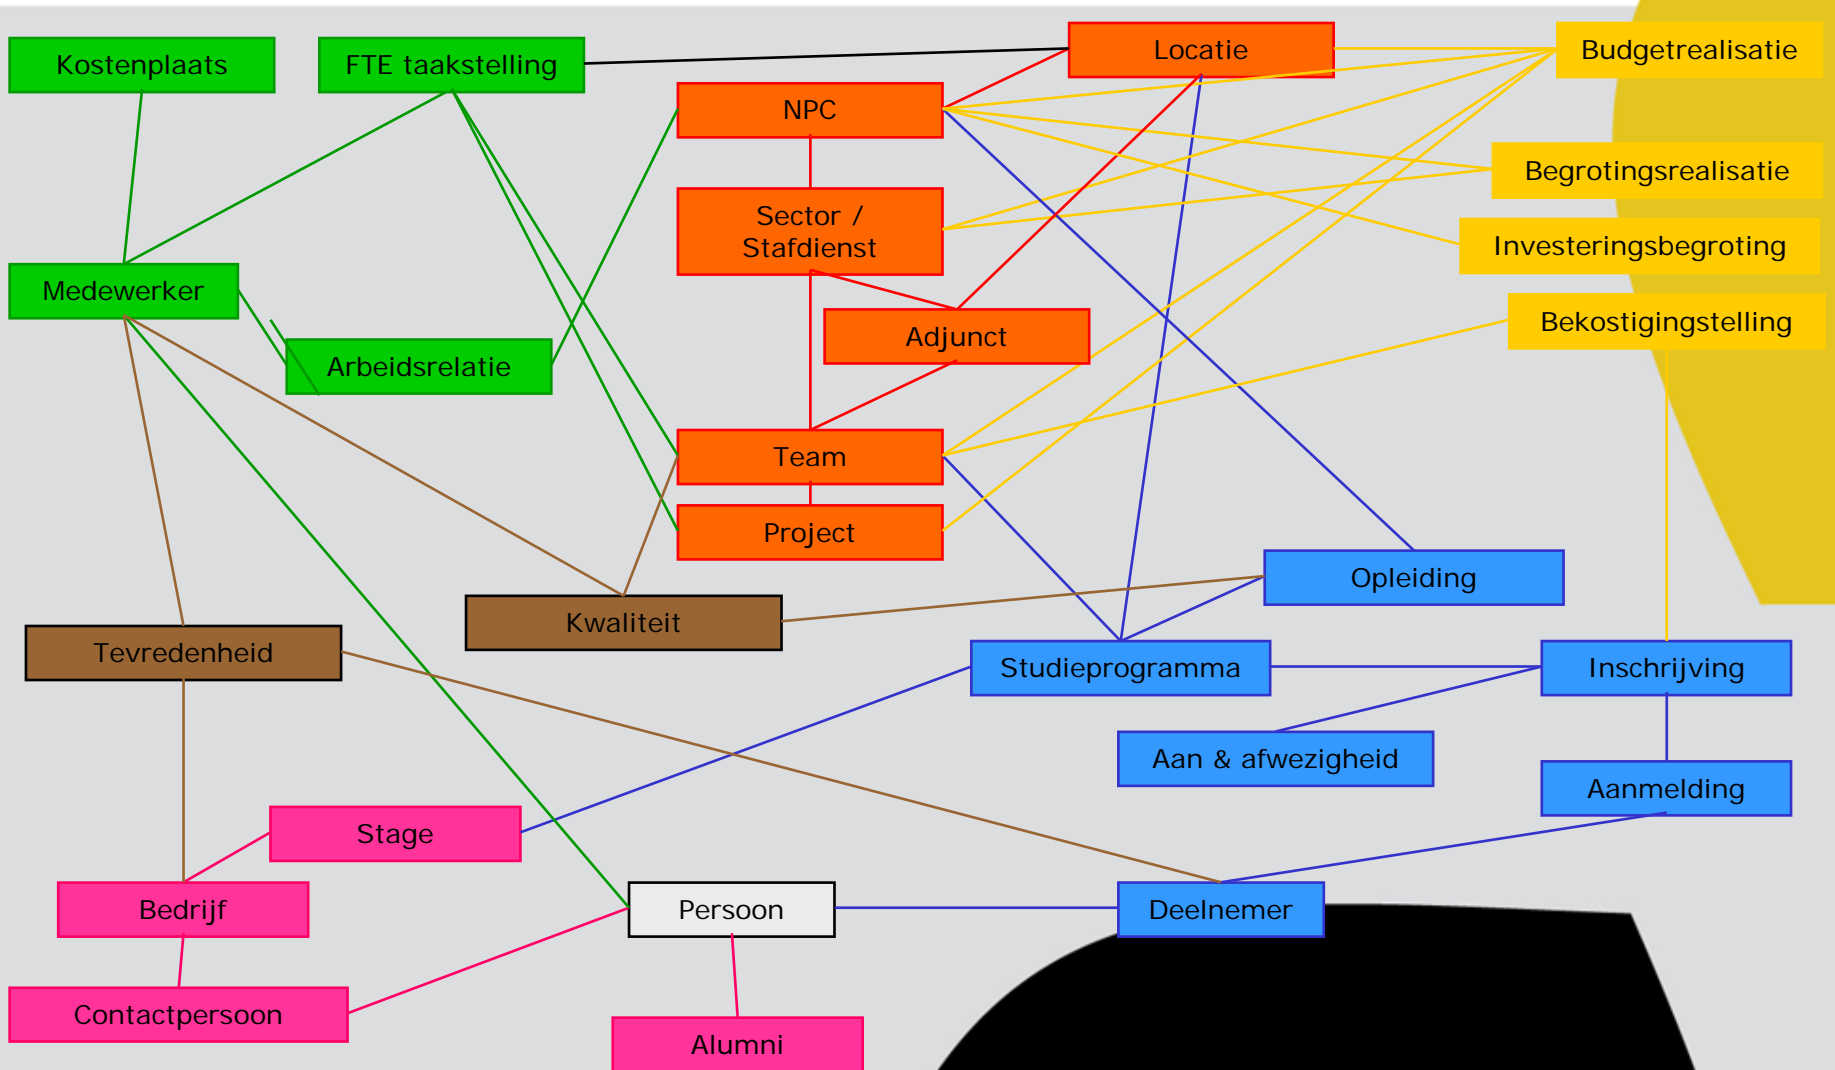 Kostenplaats
FTE taakstelling
Locatie
Budgetrealisatie
NPC
Begrotingsrealisatie
Sector /
Stafdienst
Investeringsbegroting
Medewerker
Bekostigingstelling
Adjunct
Arbeidsrelatie
Team
Project
Opleiding
Kwaliteit
Tevredenheid
Studieprogramma
Inschrijving
Aan & afwezigheid
Aanmelding
Stage
Bedrijf
Persoon
Deelnemer
Contactpersoon
Alumni